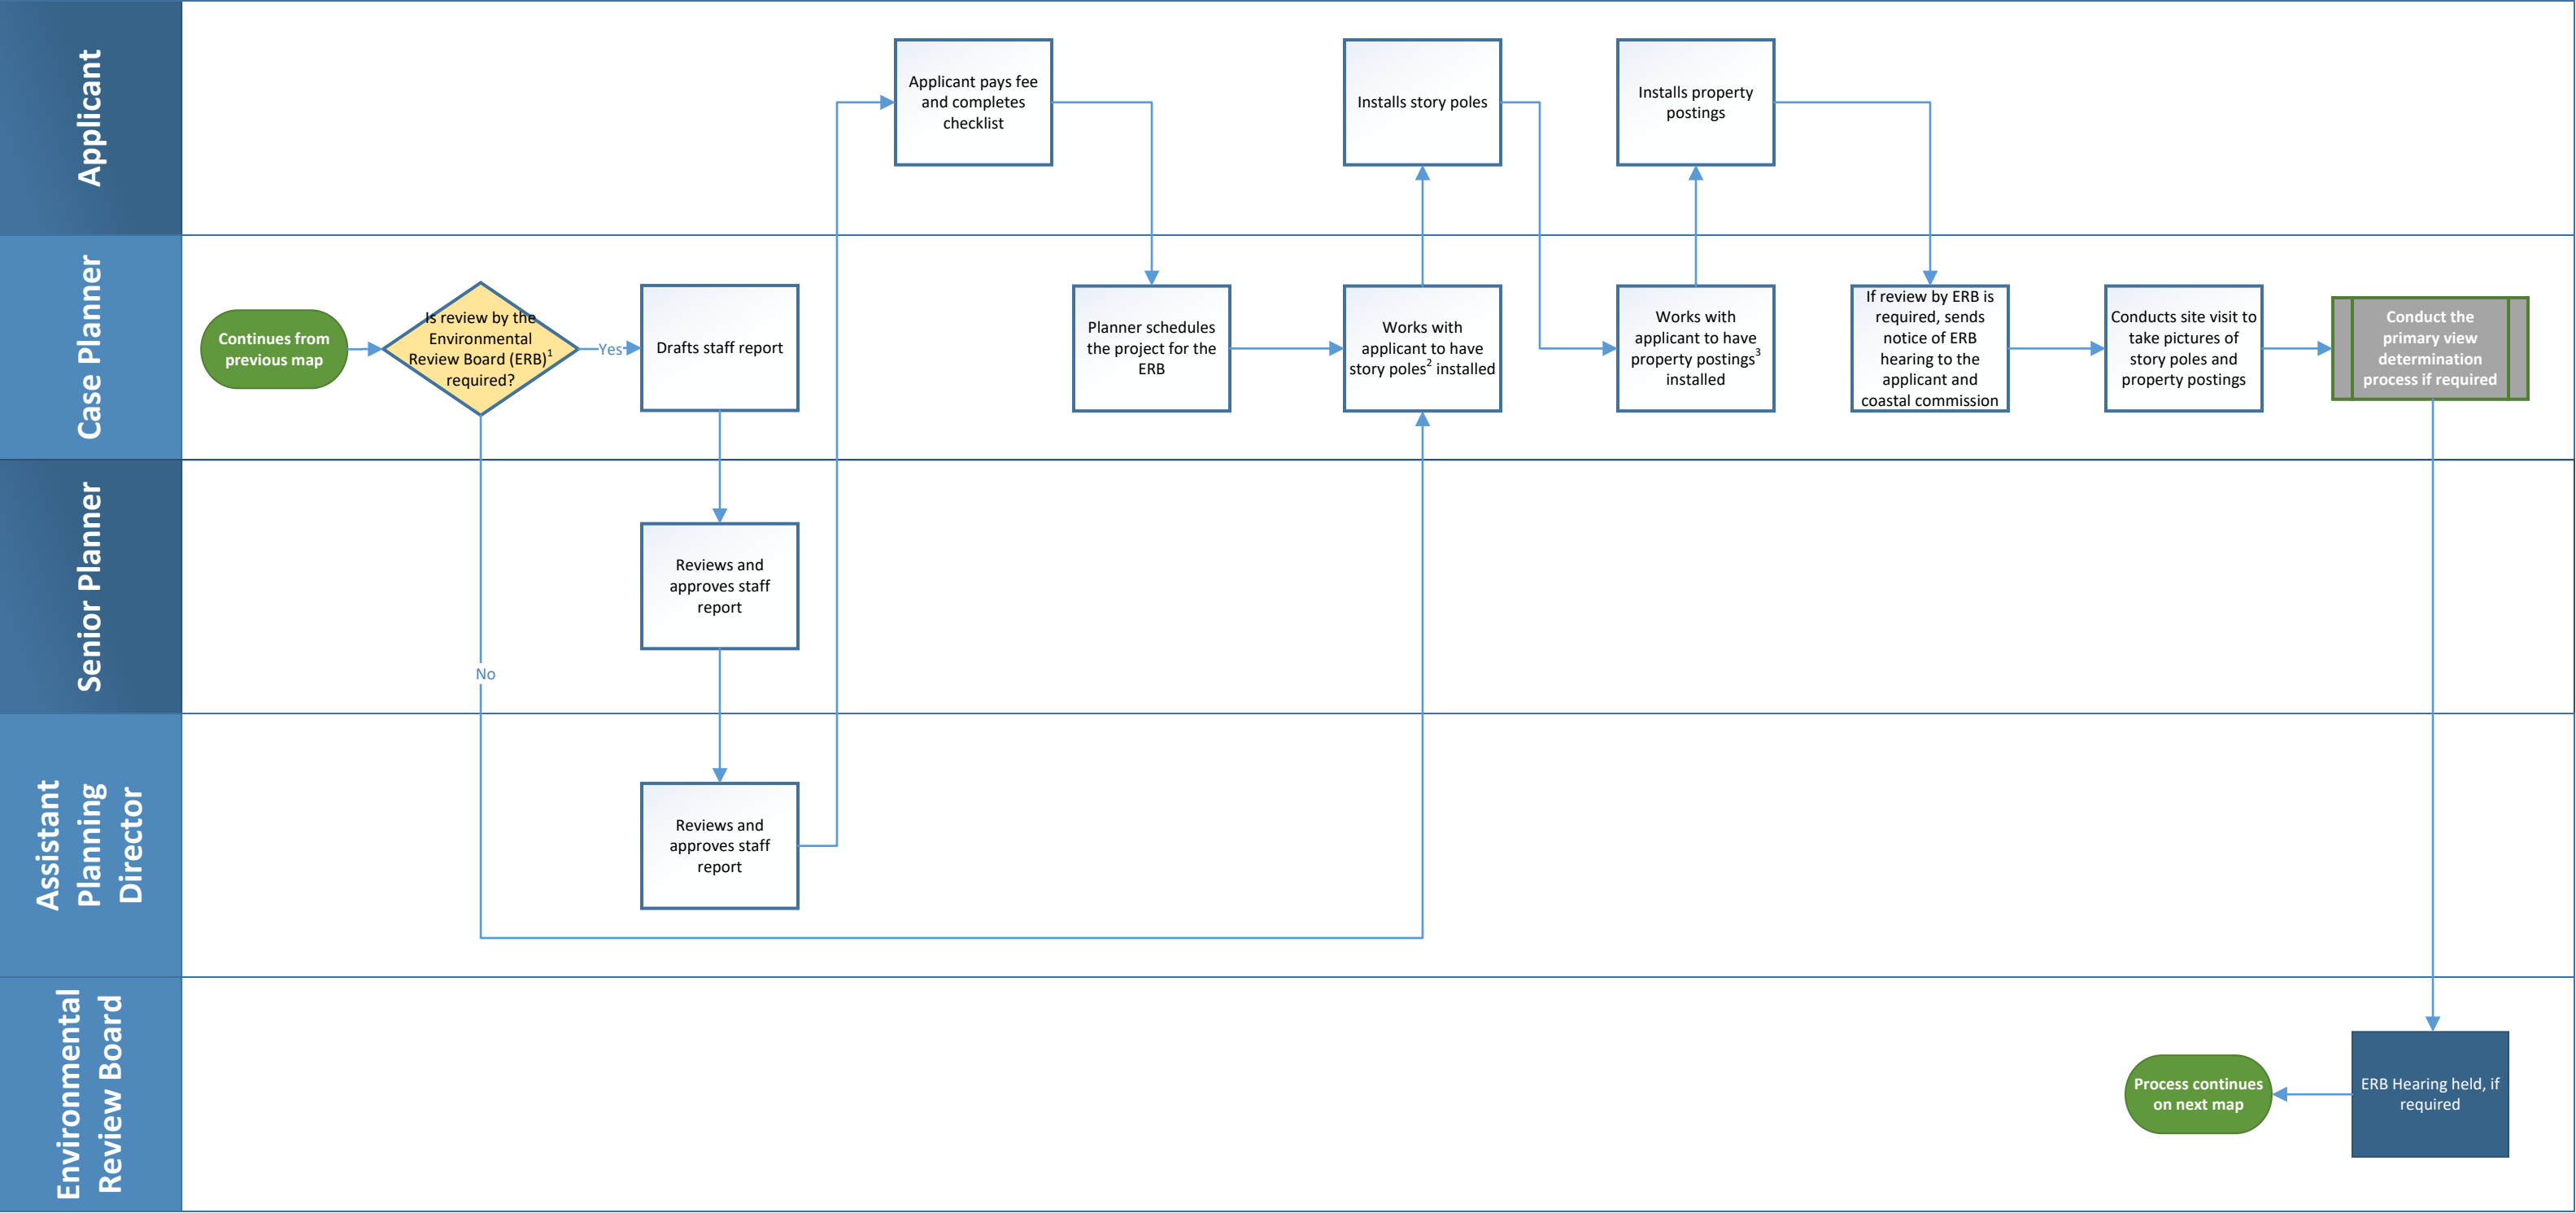 Applicant
Applicant pays fee
and completes
checklist
Installs story poles
Installs property
postings
Case Planner
Continues from
previous map
Is review by the
Environmental
Review Board (ERB)1
required?
Yes
Drafts staff report
Planner schedules
the project for the
ERB
Works with
applicant to have
story poles2 installed
Works with
applicant to have
property postings3
installed
If review by ERB is
required, sends
notice of ERB
hearing to the
applicant and
coastal commission
Conducts site visit to
take pictures of
story poles and
property postings
Conduct the
primary view
determination
process if required
Senior Planner
Reviews and
approves staff
report
No
Assistant
Planning
Director
Reviews and
approves staff
report
Environmental
Review Board
Process continues
on next map
ERB Hearing held, if
required